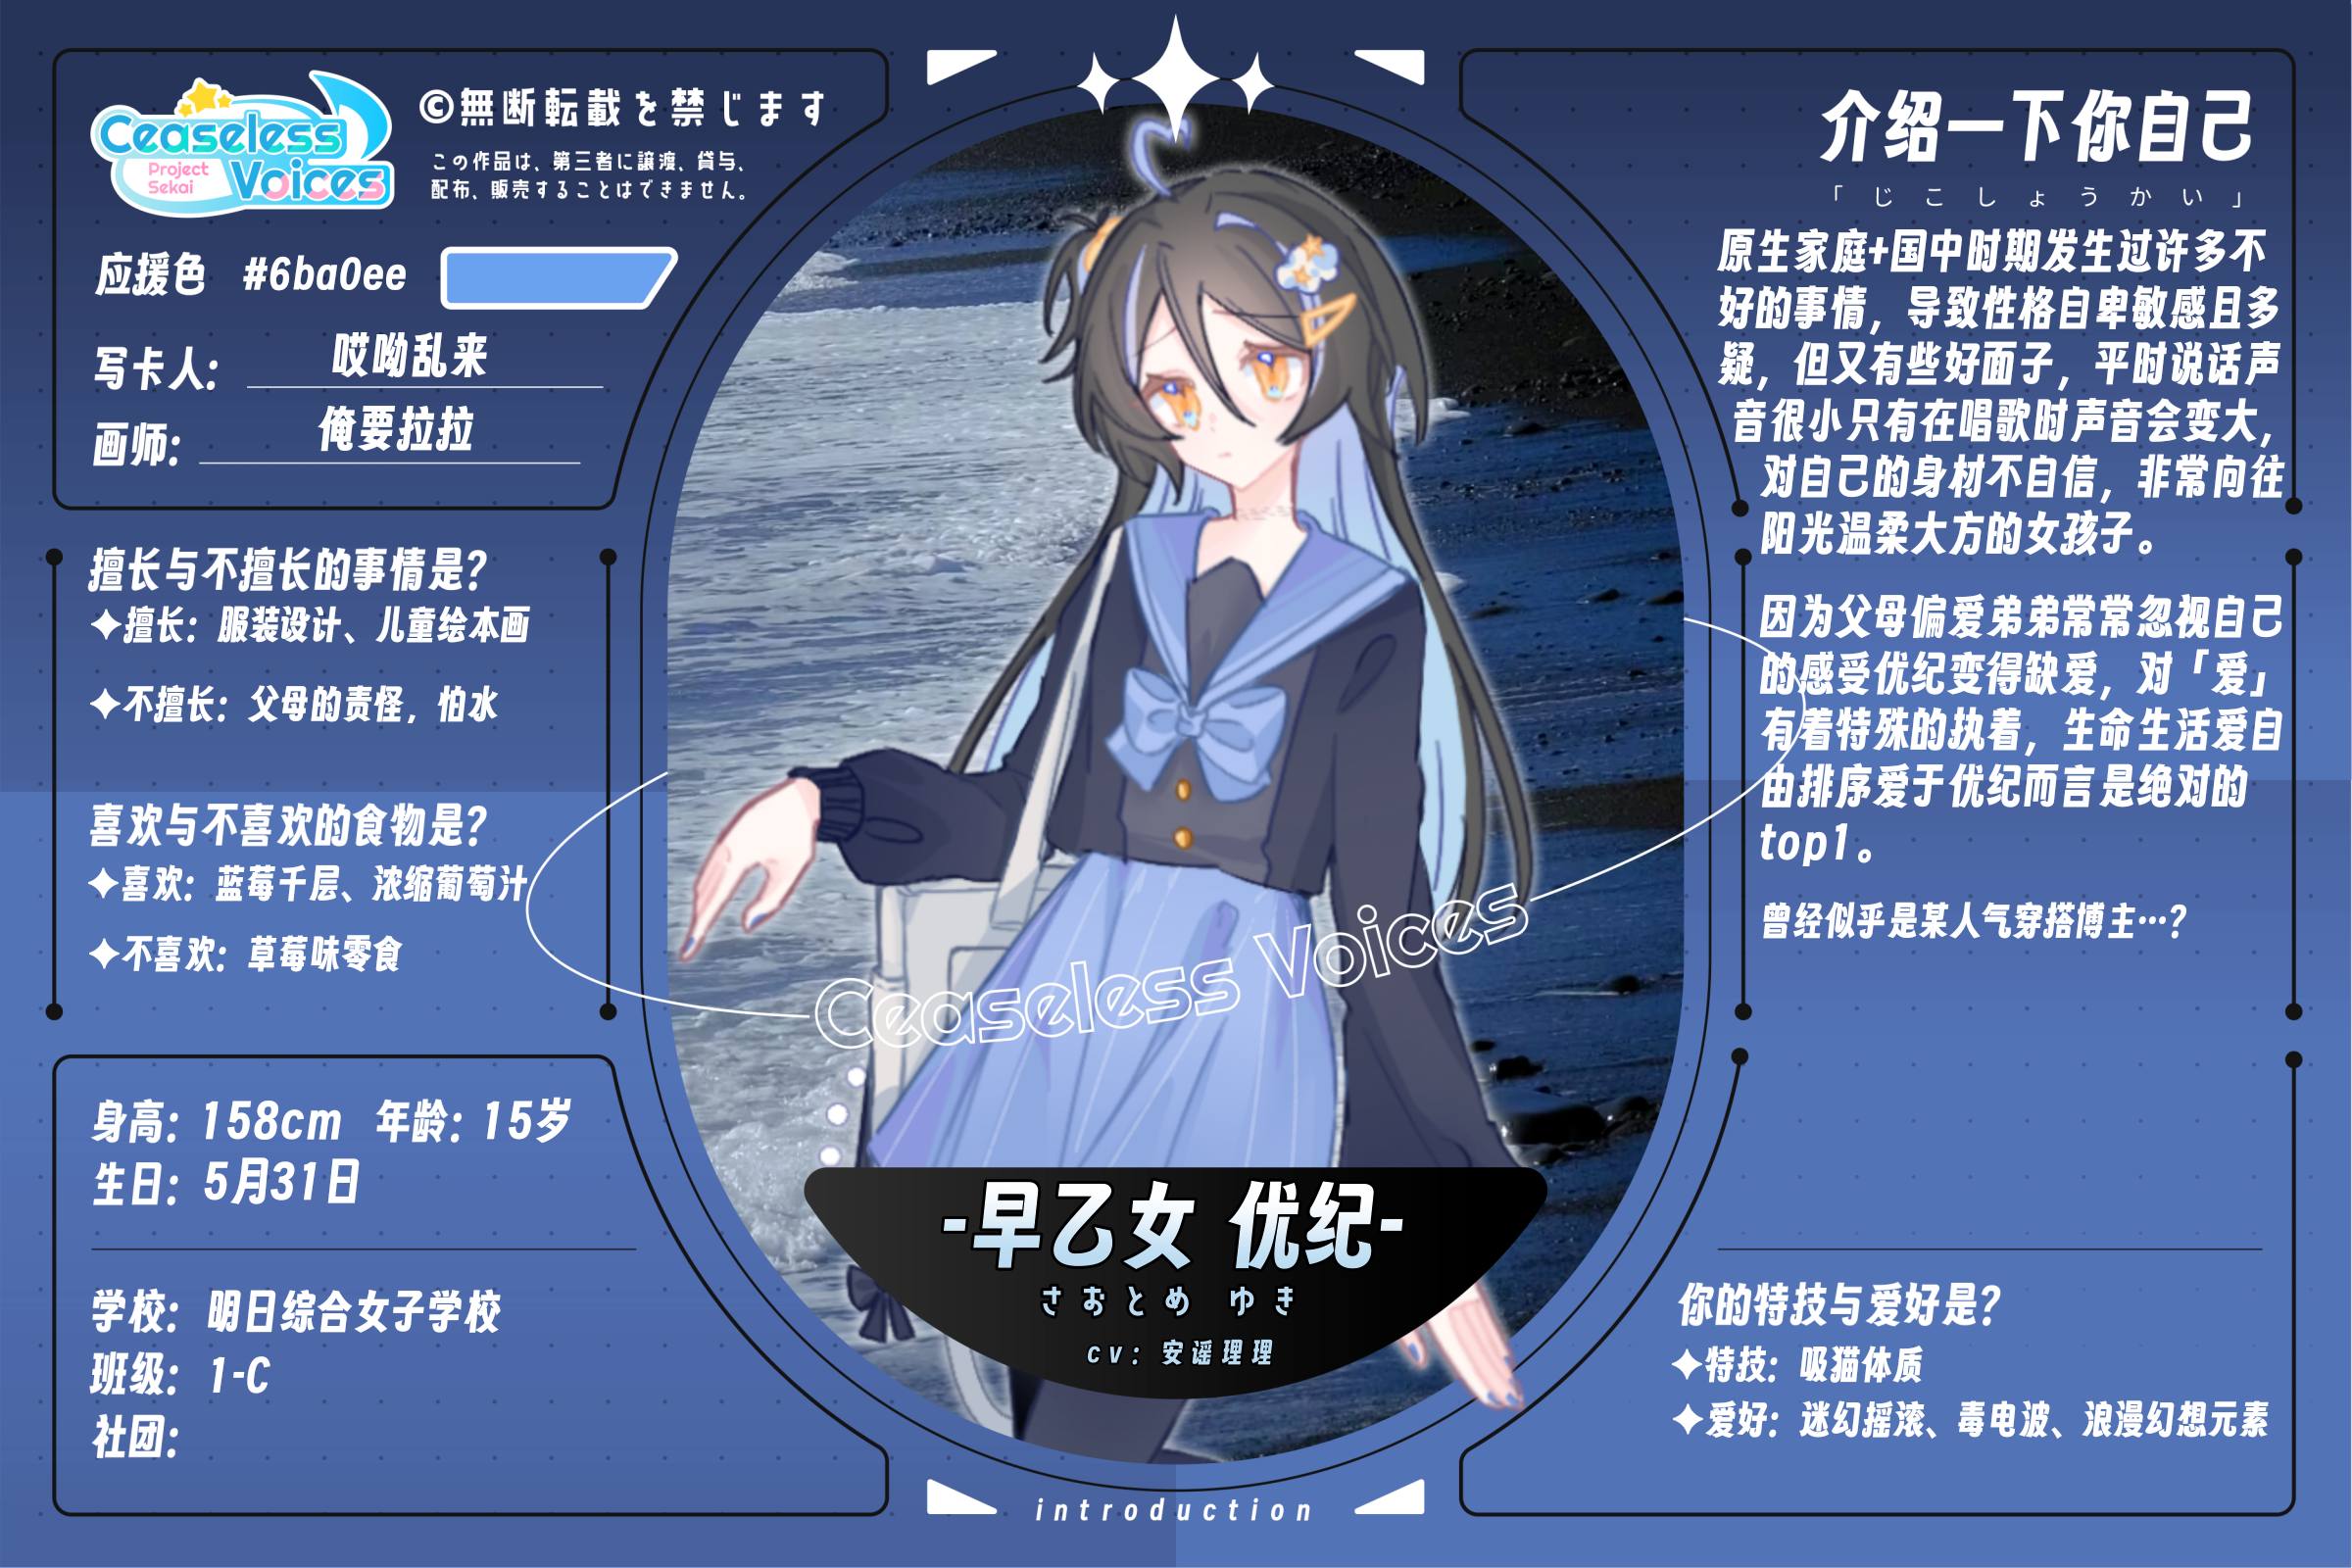 Ceaseless
Voices
Project
Sekai
©無断転載を禁じます
この作品は、第三者に譲渡、貸与、
配布、販売することはできません。
应援色 #6ba0ee
写卡人: 哎呦乱来
画师: 俺要拉拉
擅长与不擅长的事情是?
✦擅长: 服装设计、儿童绘本画
✦不擅长: 父母的责怪, 怕水
喜欢与不喜欢的食物是?
✦喜欢: 蓝莓千层、浓缩葡萄汁
✦不喜欢: 草莓味零食
身高: 158cm 年龄: 15岁
生日: 5月31日
学校: 明日综合女子学校
班级: 1-C
社团:
Ceaseless Voices
-早乙女 优纪-
さおとめ ゆき
cv: 安谣理理
introduction
介绍一下你自己
「じこしょうかい」
原生家庭+国中时期发生过许多不
好的事情, 导致性格自卑敏感且多
疑, 但又有些好面子, 平时说话声
音很小只有在唱歌时声音会变大,
对自己的身材不自信, 非常向往
阳光温柔大方的女孩子。
因为父母偏爱弟弟常常忽视自己
的感受优纪变得缺爱, 对「爱」
有着特殊的执着, 生命生活爱自
由排序爱于优纪而言是绝对的
top1。
曾经似乎是某人气穿搭博主…?
你的特技与爱好是?
✦特技: 吸猫体质
✦爱好: 迷幻摇滚、毒电波、浪漫幻想元素